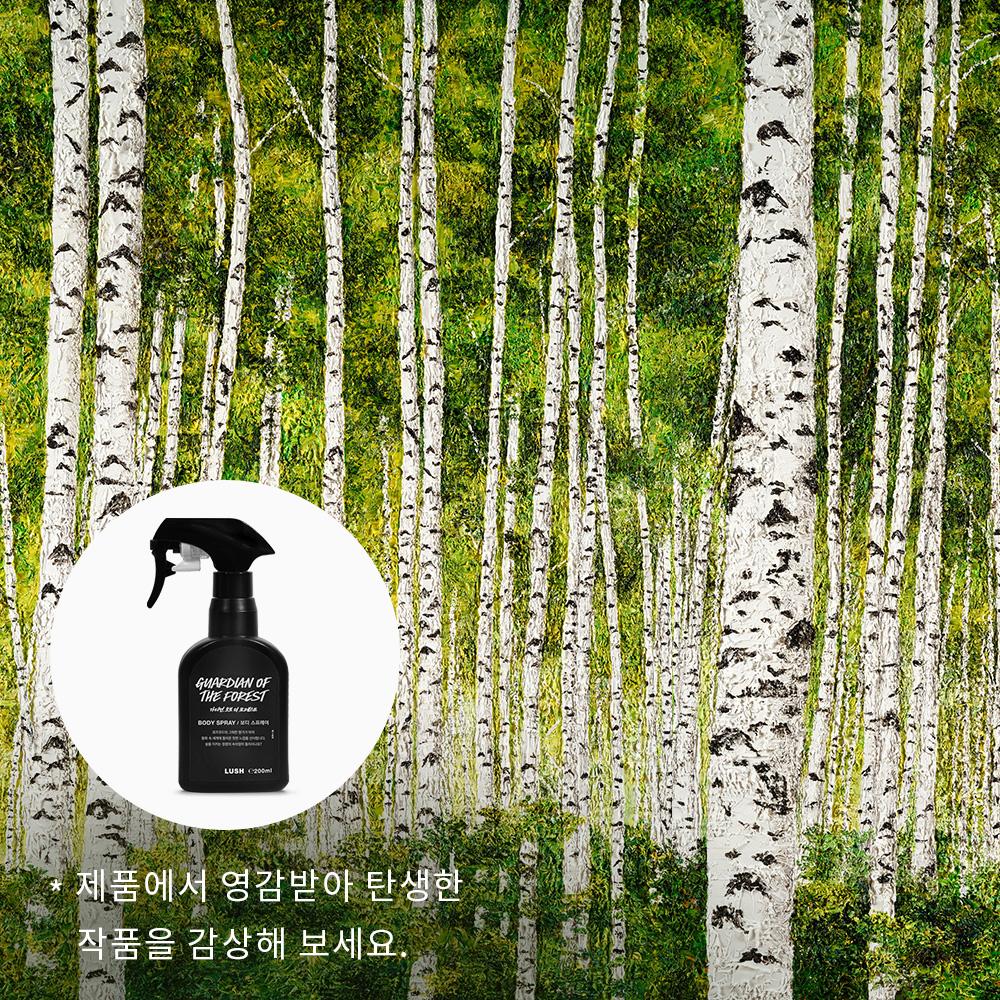 GUARDIAN OF
THE FOREST
BODY SPRAY / 보디 스프레이
LUSH ℮200ml
* 제품에서 영감받아 탄생한
작품을 감상해 보세요.